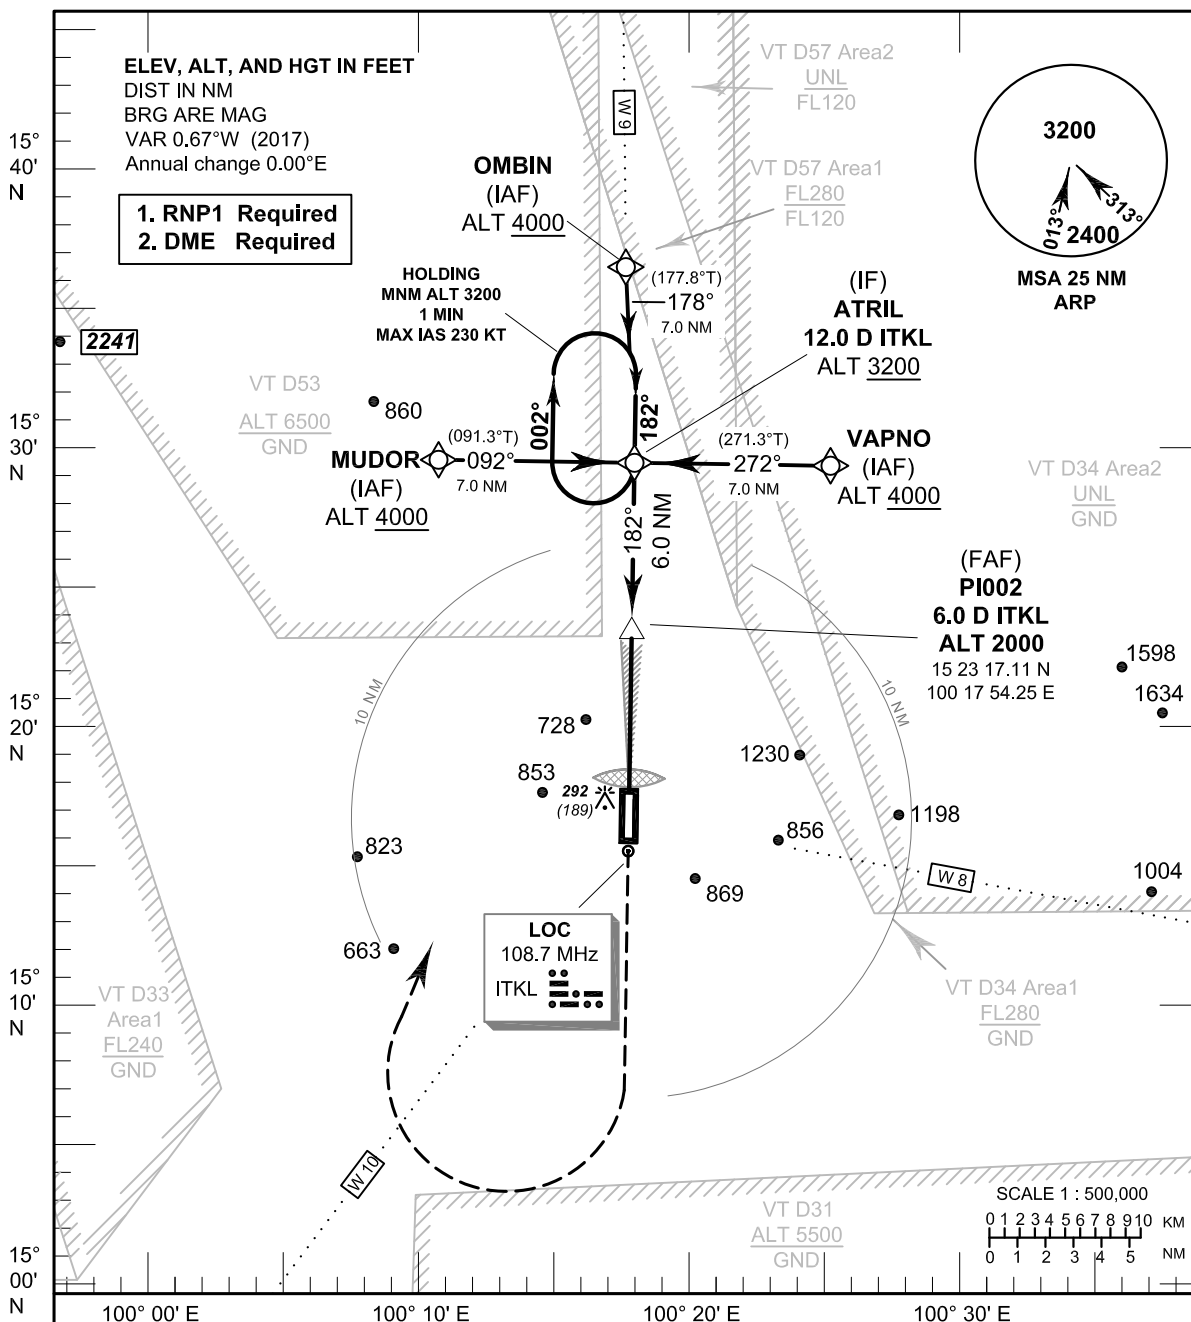 ELEV, ALT, AND HGT IN FEET
DIST IN NM
BRG ARE MAG
VAR 0.67°W (2017)
Annual change 0.00°E
1. RNP1 Required
2. DME Required
15°
40'
N
W 9
VT D57 Area2
UNL
FL120
VT D57 Area1
FL280
FL120
3200
013°
313°
2400
MSA 25 NM
ARP
OMBIN
(IAF)
ALT 4000
(177.8°T)
178°
7.0 NM
HOLDING
MNM ALT 3200
1 MIN
MAX IAS 230 KT
(IF)
ATRIL
12.0 D ITKL
ALT 3200
2241
VT D53
ALT 6500
GND
860
002°
182°
15°
30'
N
MUDOR
(IAF)
ALT 4000
(091.3°T)
092°
7.0 NM
(271.3°T)
272°
7.0 NM
VAPNO
(IAF)
ALT 4000
VT D34 Area2
UNL
GND
182°
6.0 NM
(FAF)
PI002
6.0 D ITKL
ALT 2000
15 23 17.11 N
100 17 54.25 E
10 NM
10 NM
1598
1634
15°
20'
N
728
1230
853
292
(189)
1198
856
823
869
W 8
1004
663
LOC
108.7 MHz
ITKL
15°
10'
N
VT D33
Area1
FL240
GND
VT D34 Area1
FL280
GND
W 10
VT D31
ALT 5500
GND
SCALE 1 : 500,000
0 1 2 3 4 5 6 7 8 9 10 KM
0 1 2 3 4 5 NM
15°
00'
N
100° 00' E
100° 10' E
100° 20' E
100° 30' E